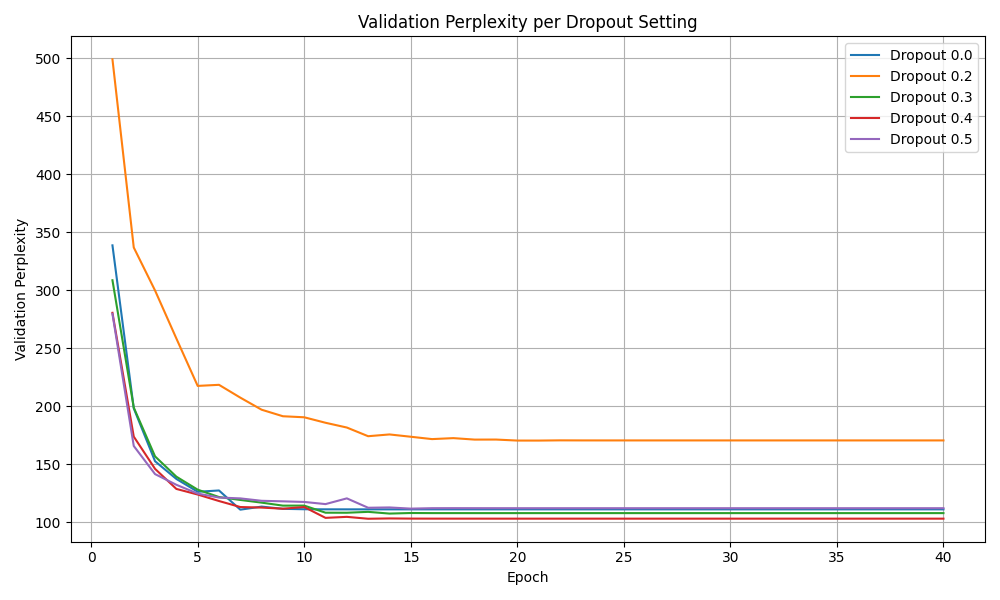 Validation Perplexity per Dropout Setting
Dropout 0.0
Dropout 0.2
Dropout 0.3
Dropout 0.4
Dropout 0.5
500
450
400
350
300
250
200
150
100
Validation Perplexity
0 5 10 15 20 25 30 35 40
Epoch